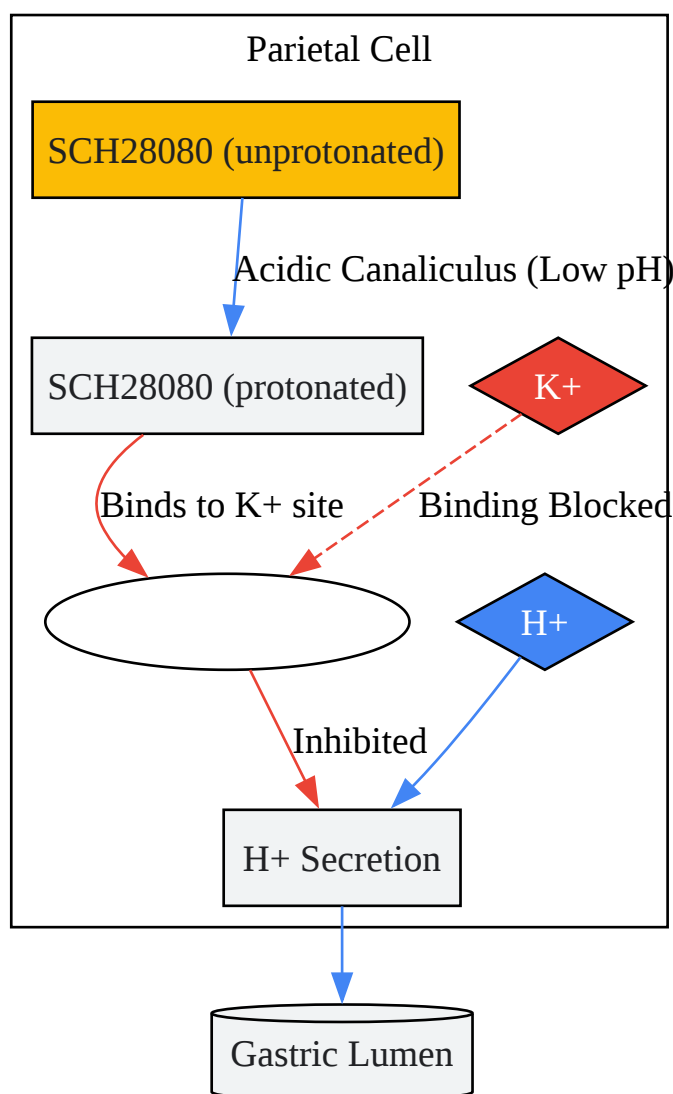 Parietal Cell
SCH28080 (unprotonated)
Acidic Canaliculus (Low pH)
SCH28080 (protonated)
K+
Binds to K+ site
Binding Blocked
H+
Inhibited
H+ Secretion
Gastric Lumen